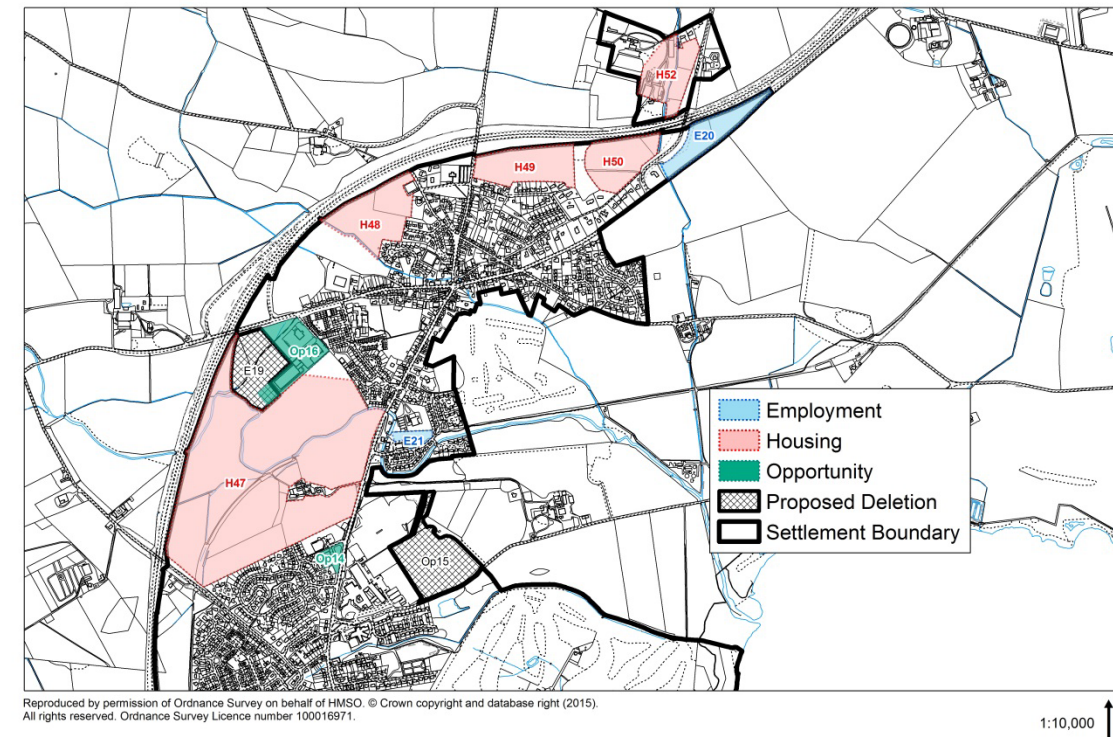 H52
E20
H49
H50
H48
Op16
E19
E21
H47
Op14
Op15
Employment
Housing
Opportunity
Proposed Deletion
Settlement Boundary
Reproduced by permission of Ordnance Survey on behalf of HMSO. © Crown copyright and database right (2015).
All rights reserved. Ordnance Survey Licence number 100016971.
1:10,000